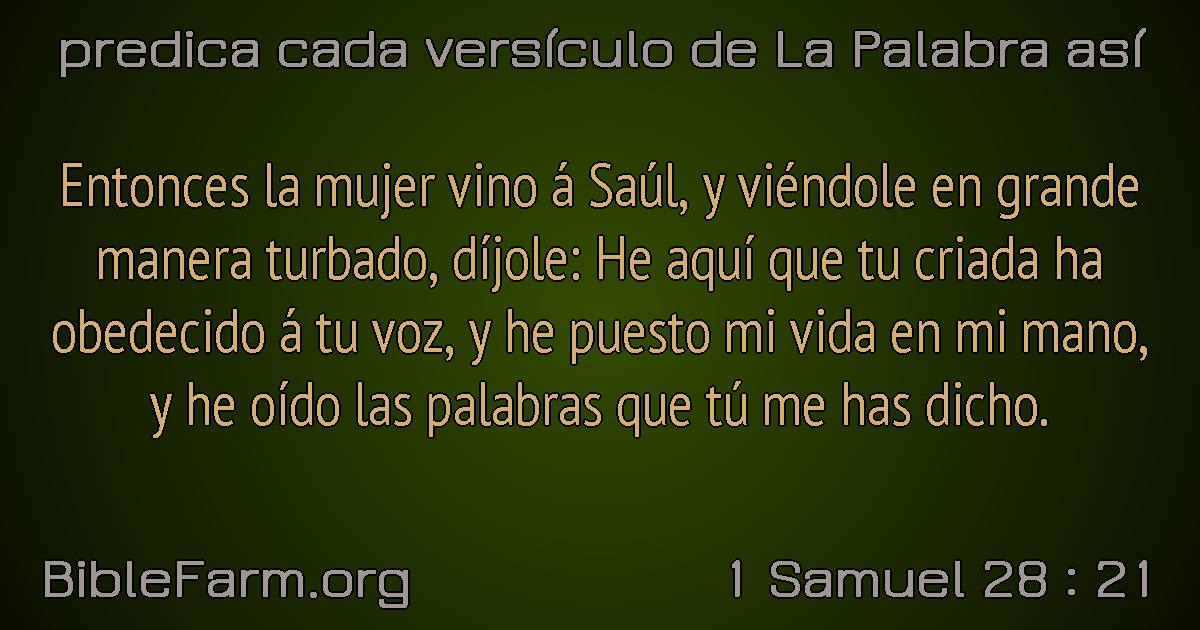 predica cada versículo de La Palabra así
Entonces la mujer vino á Saúl, y viéndole en grande
manera turbado, díjole: He aquí que tu criada ha
obedecido á tu voz, y he puesto mi vida en mi mano,
y he oído las palabras que tú me has dicho.
BibleFarm.org
1 Samuel 28 : 21